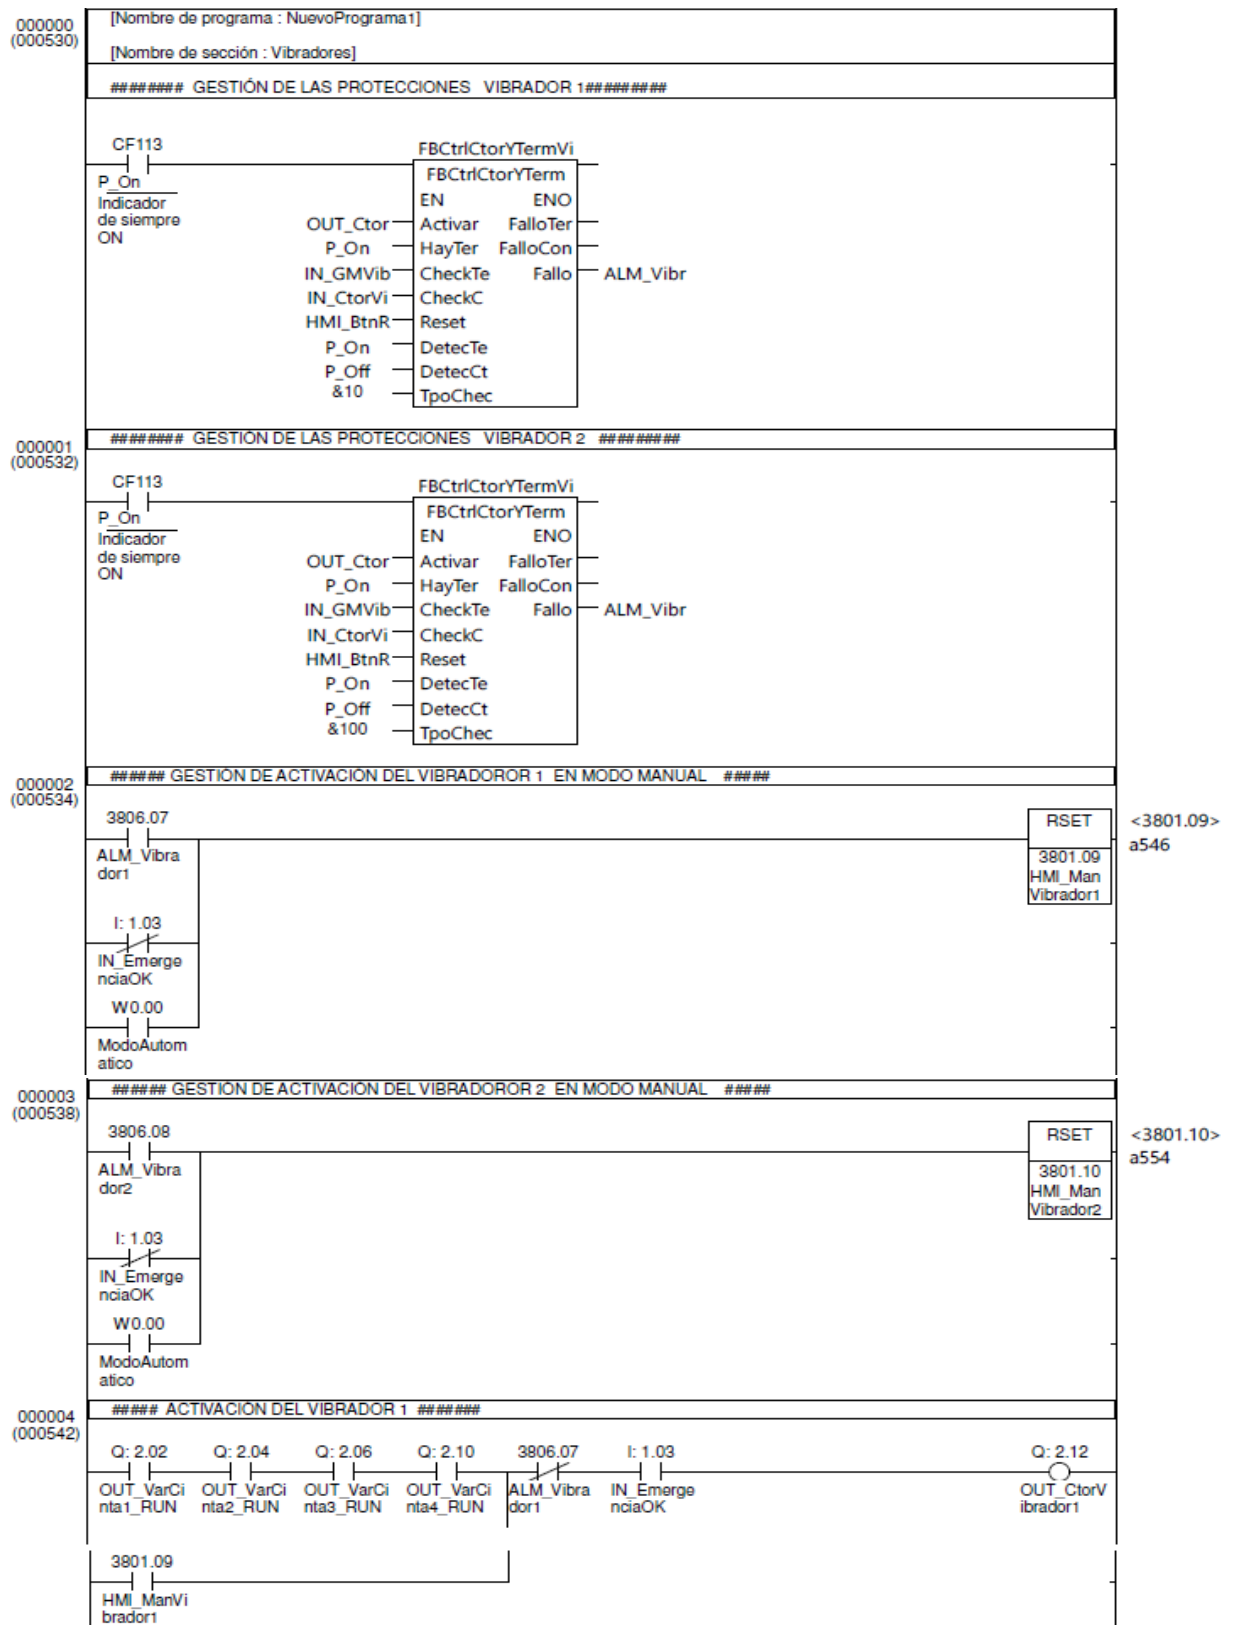 000000
(000530)
[Nombre de programa : NuevoPrograma1]
[Nombre de sección : Vibradores]
######## GESTIÓN DE LAS PROTECCIONES VIBRADOR 1#########
CF113
P_On
Indicador
de siempre
ON
FBCtrlCtorYTermVi
FBCtrlCtorYTerm
EN ENO
OUT_Ctor Activar FalloTer
P_On HayTer FalloCon
IN_GMVib CheckTe Fallo ALM_Vibr
IN_CtorVi CheckC
HMI_BtnR Reset
P_On DetecTe
P_Off DetecCt
&10 TpoChec
000001
(000532)
######## GESTIÓN DE LAS PROTECCIONES VIBRADOR 2 #########
CF113
P_On
Indicador
de siempre
ON
FBCtrlCtorYTermVi
FBCtrlCtorYTerm
EN ENO
OUT_Ctor Activar FalloTer
P_On HayTer FalloCon
IN_GMVib CheckTe Fallo ALM_Vibr
IN_CtorVi CheckC
HMI_BtnR Reset
P_On DetecTe
P_Off DetecCt
&100 TpoChec
000002
(000534)
###### GESTIÓN DE ACTIVACIÓN DEL VIBRADOROR 1 EN MODO MANUAL #####
3806.07
ALM_Vibra
dor1
RSET
3801.09
HMI_Man
Vibrador1
<3801.09>
a546
I: 1.03
IN_Emerge
nciaOK
W0.00
ModoAutom
atico
000003
(000538)
###### GESTIÓN DE ACTIVACIÓN DEL VIBRADOROR 2 EN MODO MANUAL #####
3806.08
ALM_Vibra
dor2
RSET
3801.10
HMI_Man
Vibrador2
<3801.10>
a554
I: 1.03
IN_Emerge
nciaOK
W0.00
ModoAutom
atico
000004
(000542)
##### ACTIVACIÓN DEL VIBRADOR 1 #######
Q: 2.02 Q: 2.04 Q: 2.06 Q: 2.10 3806.07 I: 1.03 Q: 2.12
OUT_VarCi OUT_VarCi OUT_VarCi OUT_VarCi ALM_Vibra IN_Emerge OUT_CtorV
nta1_RUN nta2_RUN nta3_RUN nta4_RUN dor1 nciaOK ibrador1
3801.09
HMI_ManVi
brador1